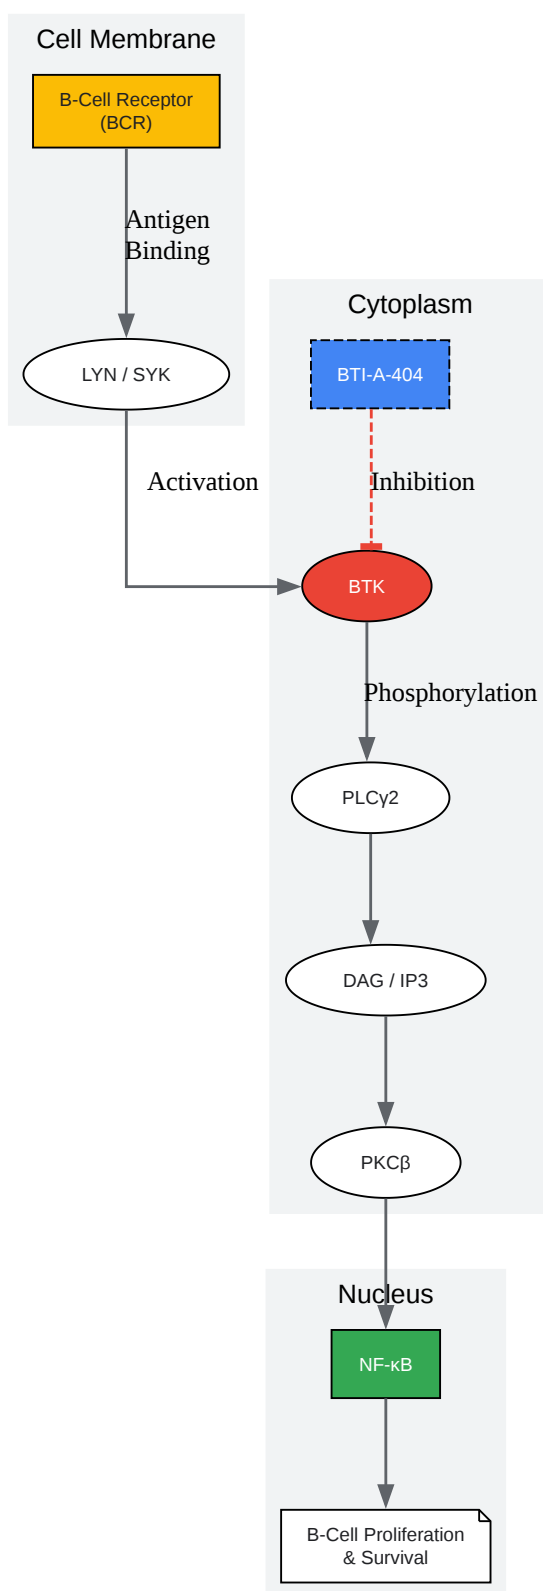 Cell Membrane
B-Cell Receptor
(BCR)
Antigen
Binding
LYN / SYK
Activation
Cytoplasm
BTI-A-404
Inhibition
BTK
Phosphorylation
PLCγ2
DAG / IP3
PKCβ
Nucleus
NF-κB
B-Cell Proliferation
& Survival